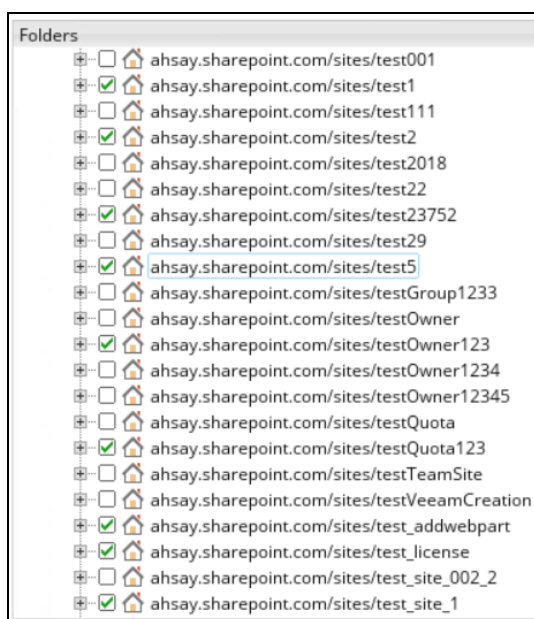 Folders
ahsay.sharepoint.com/sites/test001
ahsay.sharepoint.com/sites/test1
ahsay.sharepoint.com/sites/test111
ahsay.sharepoint.com/sites/test2
ahsay.sharepoint.com/sites/test2018
ahsay.sharepoint.com/sites/test22
ahsay.sharepoint.com/sites/test23752
ahsay.sharepoint.com/sites/test29
ahsay.sharepoint.com/sites/test5
ahsay.sharepoint.com/sites/testGroup1233
ahsay.sharepoint.com/sites/testOwner
ahsay.sharepoint.com/sites/testOwner123
ahsay.sharepoint.com/sites/testOwner1234
ahsay.sharepoint.com/sites/testOwner12345
ahsay.sharepoint.com/sites/testQuota
ahsay.sharepoint.com/sites/testQuota123
ahsay.sharepoint.com/sites/testTeamSite
ahsay.sharepoint.com/sites/testVeeamCreation
ahsay.sharepoint.com/sites/test_addwebpart
ahsay.sharepoint.com/sites/test_license
ahsay.sharepoint.com/sites/test_site_002_2
ahsay.sharepoint.com/sites/test_site_1